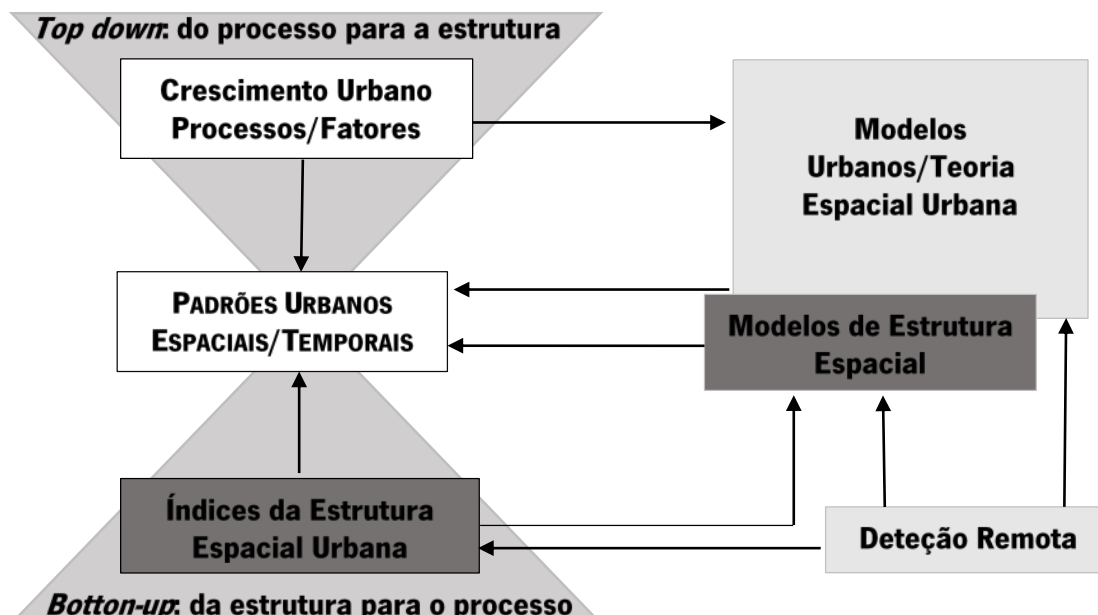 Top down: do processo para a estrutura
Crescimento Urbano
Processos/Fatores
Modelos
Urbanos/Teoria
Espacial Urbana
PADRÕES URBANOS
ESPACIAIS/TEMPORAIS
Modelos de Estrutura
Espacial
Índices da Estrutura
Espacial Urbana
Deteção Remota
Botton-up: da estrutura para o processo